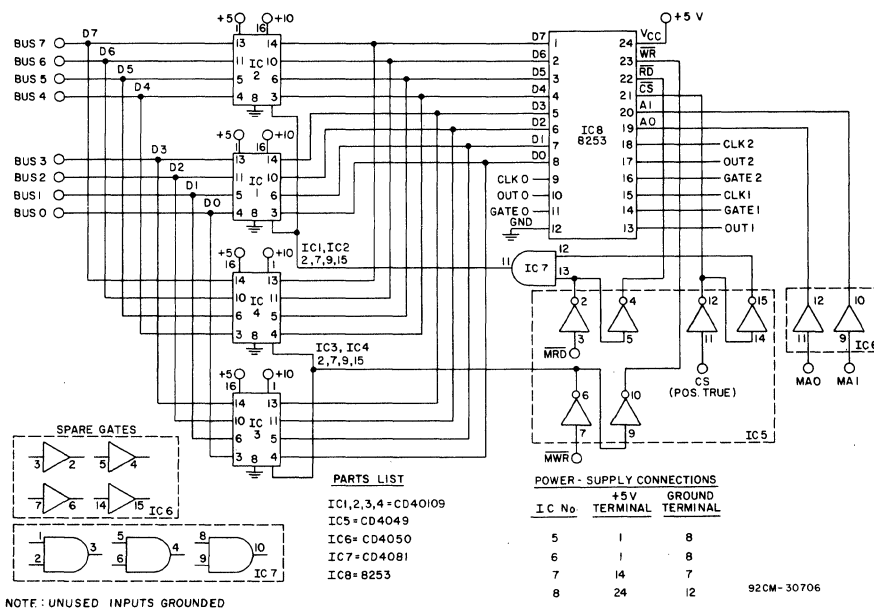 +5 +10
1 16
D7
BUS 7 13 14
D6
BUS 6 11 IC 2 10
D5
BUS 5 5 6
D4
BUS 4 4 8 3
+5 +10
1 16
D3
BUS 3 13 14
D2
BUS 2 11 IC 1 10
D1
BUS 1 5 6
D0
BUS 0 4 8 3
IC1, IC2
2,7,9,15
+5 +10
16 1
14 13
10 IC 4 11
6 5
3 8 4
IC3, IC4
2,7,9,15
+5 +10
16 1
14 13
10 IC 3 11
6 5
3 8 4
+5 V
D7 1 24 VCC
D6 2 23 WR
D5 3 22 RD
D4 4 21 CS
D3 5 20 A1
D2 6 19 A0
D1 7 18 CLK2
D0 8 17 OUT2
IC8
8253
CLK 0 9 16 GATE2
OUT 0 10 15 CLK1
GATE 0 11 14 GATE1
GND 12 13 OUT1
11 IC 7 12
13
2 4 12 15
3 5 11 14
MRD
CS
(POS. TRUE)
6 10
7 9
MWR
IC5
12 10
11 9
IC6
MA0 MA1
SPARE GATES
3 2 5 4
7 6 14 15
IC 6
1 2 3
5 6 4
8 9 10
IC 7
PARTS LIST
IC1,2,3,4=CD40109
IC5=CD4049
IC6=CD4050
IC7=CD4081
IC8=8253
POWER-SUPPLY CONNECTIONS
IC No. +5V TERMINAL GROUND TERMINAL
5 1 8
6 1 8
7 14 7
8 24 12
92CM-30706
NOTE: UNUSED INPUTS GROUNDED